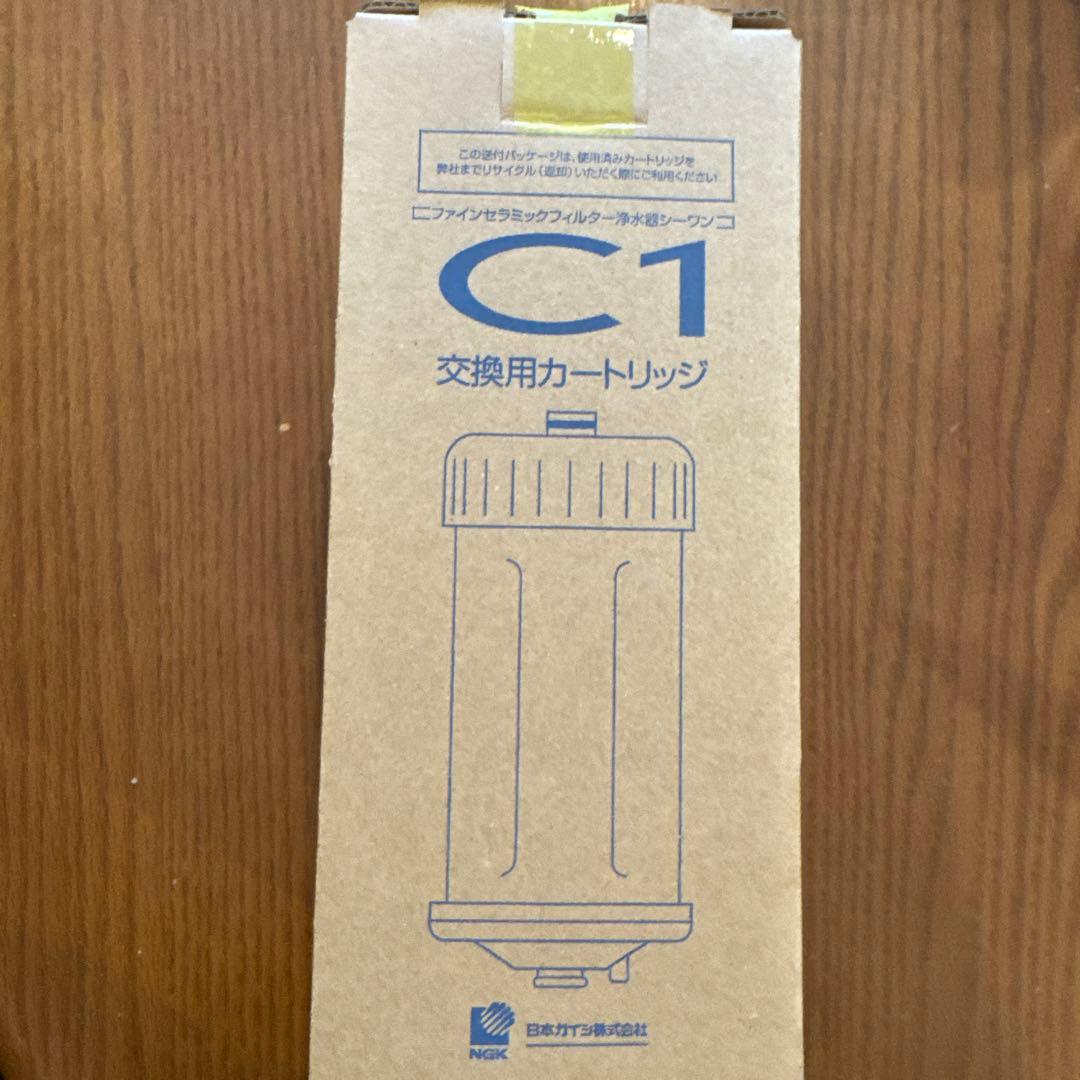 この送付パッケージは、使用済みカートリッジを
弊社までリサイクル(返却)いただく際にご利用ください
ファインセラミックフィルター浄水器シーワン
C1
交換用カートリッジ
NGK
日本ガイシ株式会社